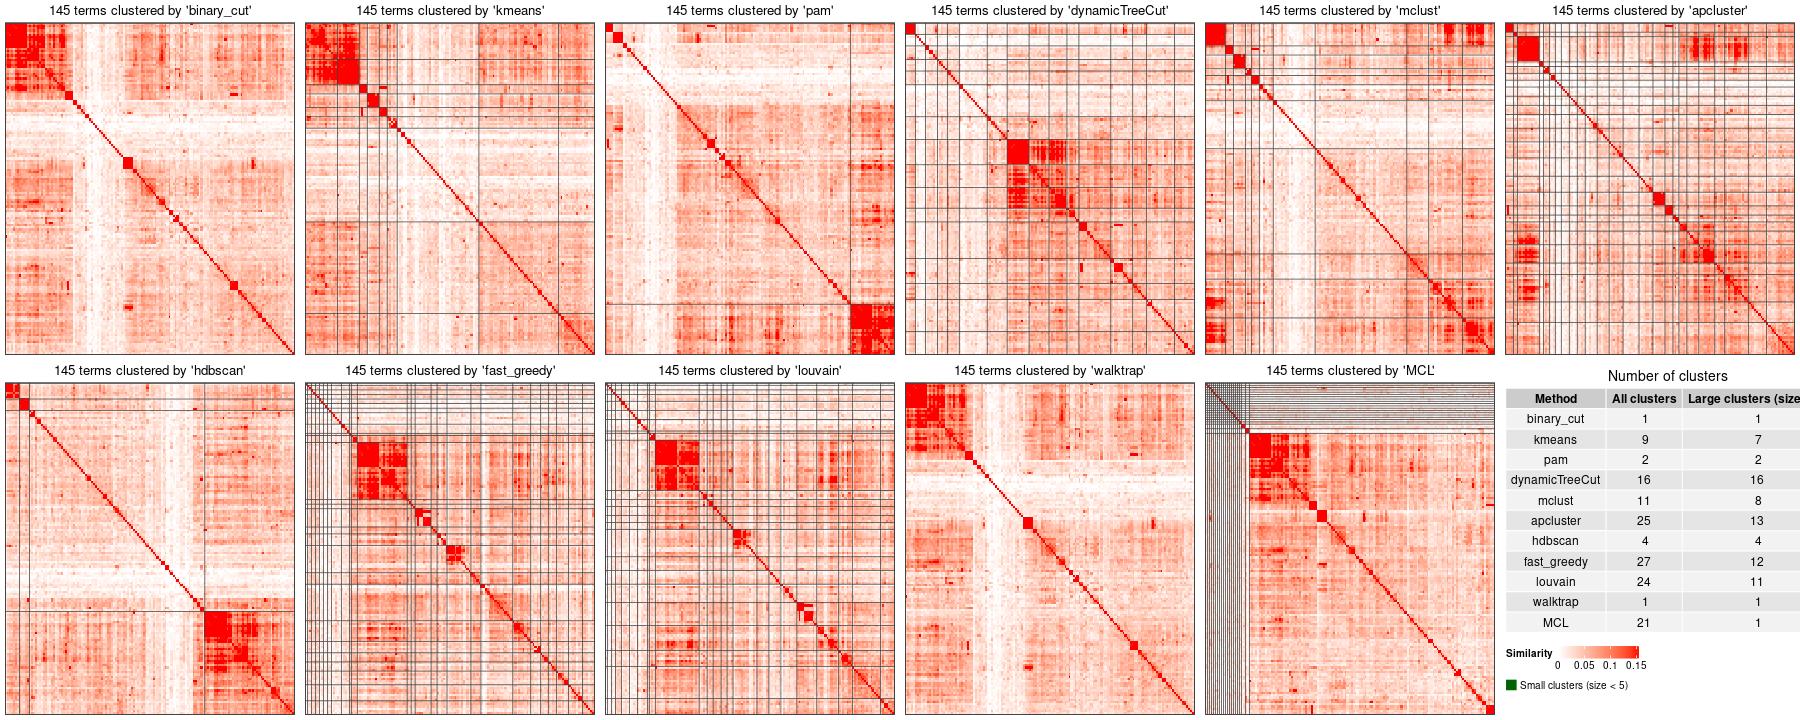 145 terms clustered by 'binary_cut'
145 terms clustered by 'kmeans'
145 terms clustered by 'pam'
145 terms clustered by 'dynamicTreeCut'
145 terms clustered by 'mclust'
145 terms clustered by 'apcluster'
145 terms clustered by 'hdbscan'
145 terms clustered by 'fast_greedy'
145 terms clustered by 'louvain'
145 terms clustered by 'walktrap'
145 terms clustered by 'MCL'
Number of clusters
Method All clusters Large clusters (size
binary_cut 1 1
kmeans 9 7
pam 2 2
dynamicTreeCut 16 16
mclust 11 8
apcluster 25 13
hdbscan 4 4
fast_greedy 27 12
louvain 24 11
walktrap 1 1
MCL 21 1
Similarity
0 0.05 0.1 0.15
Small clusters (size < 5)